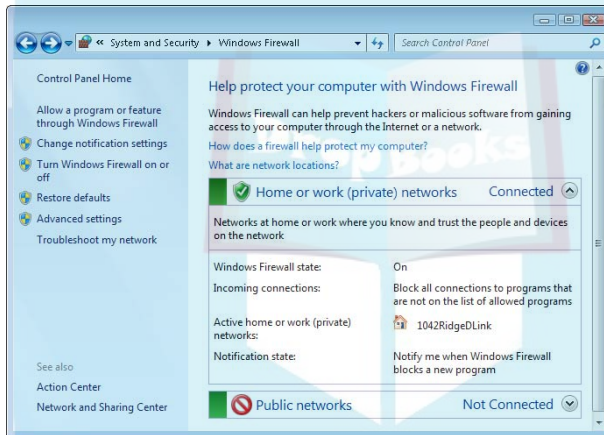 « System and Security ▸ Windows Firewall
Search Control Panel
Control Panel Home
Allow a program or feature
through Windows Firewall
Change notification settings
Turn Windows Firewall on or
off
Restore defaults
Advanced settings
Troubleshoot my network
See also
Action Center
Network and Sharing Center
Help protect your computer with Windows Firewall
Windows Firewall can help prevent hackers or malicious software from gaining
access to your computer through the Internet or a network.
How does a firewall help protect my computer?
What are network locations?
Home or work (private) networks Connected
Networks at home or work where you know and trust the people and devices
on the network
Windows Firewall state: On
Incoming connections: Block all connections to programs that
are not on the list of allowed programs
Active home or work (private)
networks:
1042RidgeDLink
Notification state: Notify me when Windows Firewall
blocks a new program
Public networks Not Connected